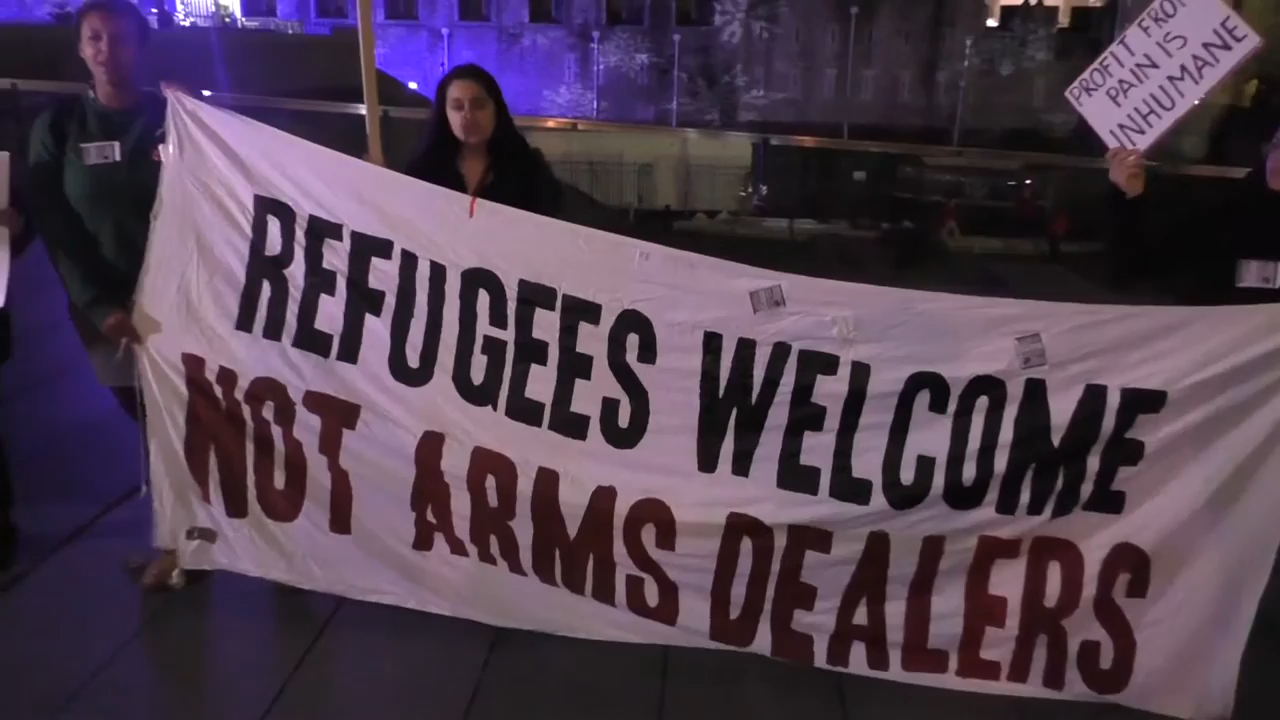 PROFIT FROM
PAIN IS
INHUMANE
REFUGEES WELCOME
NOT ARMS DEALERS